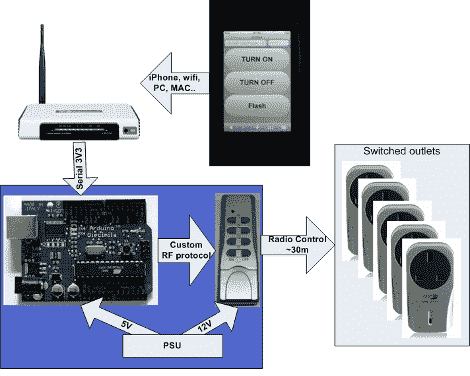 TURN ON
TURN OFF
Flash
iPhone, wifi,
PC, MAC..
Serial 3V3
Switched outlets
Arduino
Custom
RF protocol
Radio Control
~30m
5V
12V
PSU